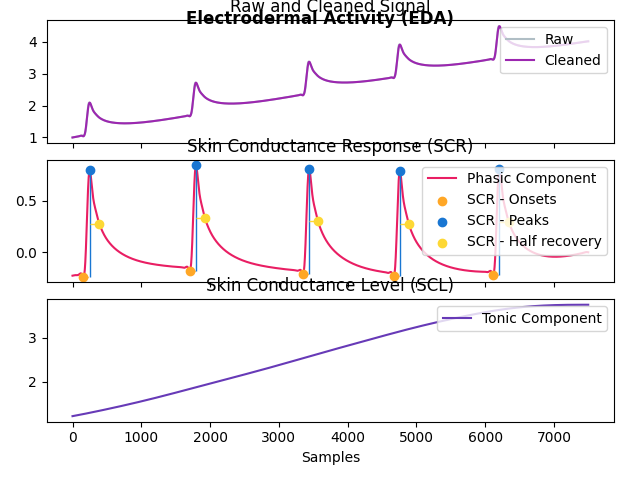 Raw and Cleaned Signal
Electrodermal Activity (EDA)
4
3
2
1
Raw
Cleaned
Skin Conductance Response (SCR)
0.5
0.0
Phasic Component
SCR - Onsets
SCR - Peaks
SCR - Half recovery
Skin Conductance Level (SCL)
3
2
Tonic Component
0 1000 2000 3000 4000 5000 6000 7000
Samples